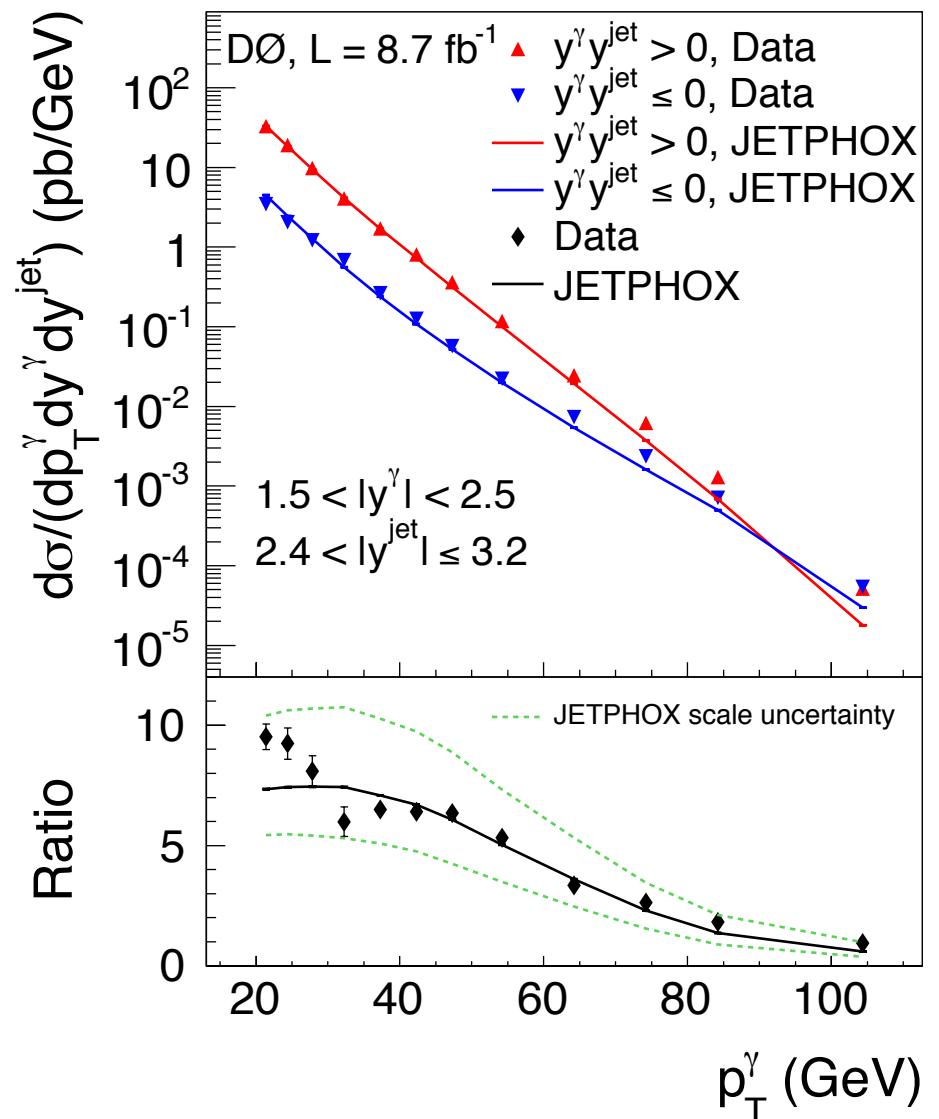 DØ, L = 8.7 fb⁻¹
y^γ y^jet > 0, Data
y^γ y^jet ≤ 0, Data
y^γ y^jet > 0, JETPHOX
y^γ y^jet ≤ 0, JETPHOX
Data
JETPHOX
dσ/(dp_T^γ dy^γ dy^jet) (pb/GeV)
10²
10
1
10⁻¹
10⁻²
10⁻³
10⁻⁴
10⁻⁵
1.5 < |y^γ| < 2.5
2.4 < |y^jet| ≤ 3.2
JETPHOX scale uncertainty
Ratio
10
5
0
20 40 60 80 100
p_T^γ (GeV)